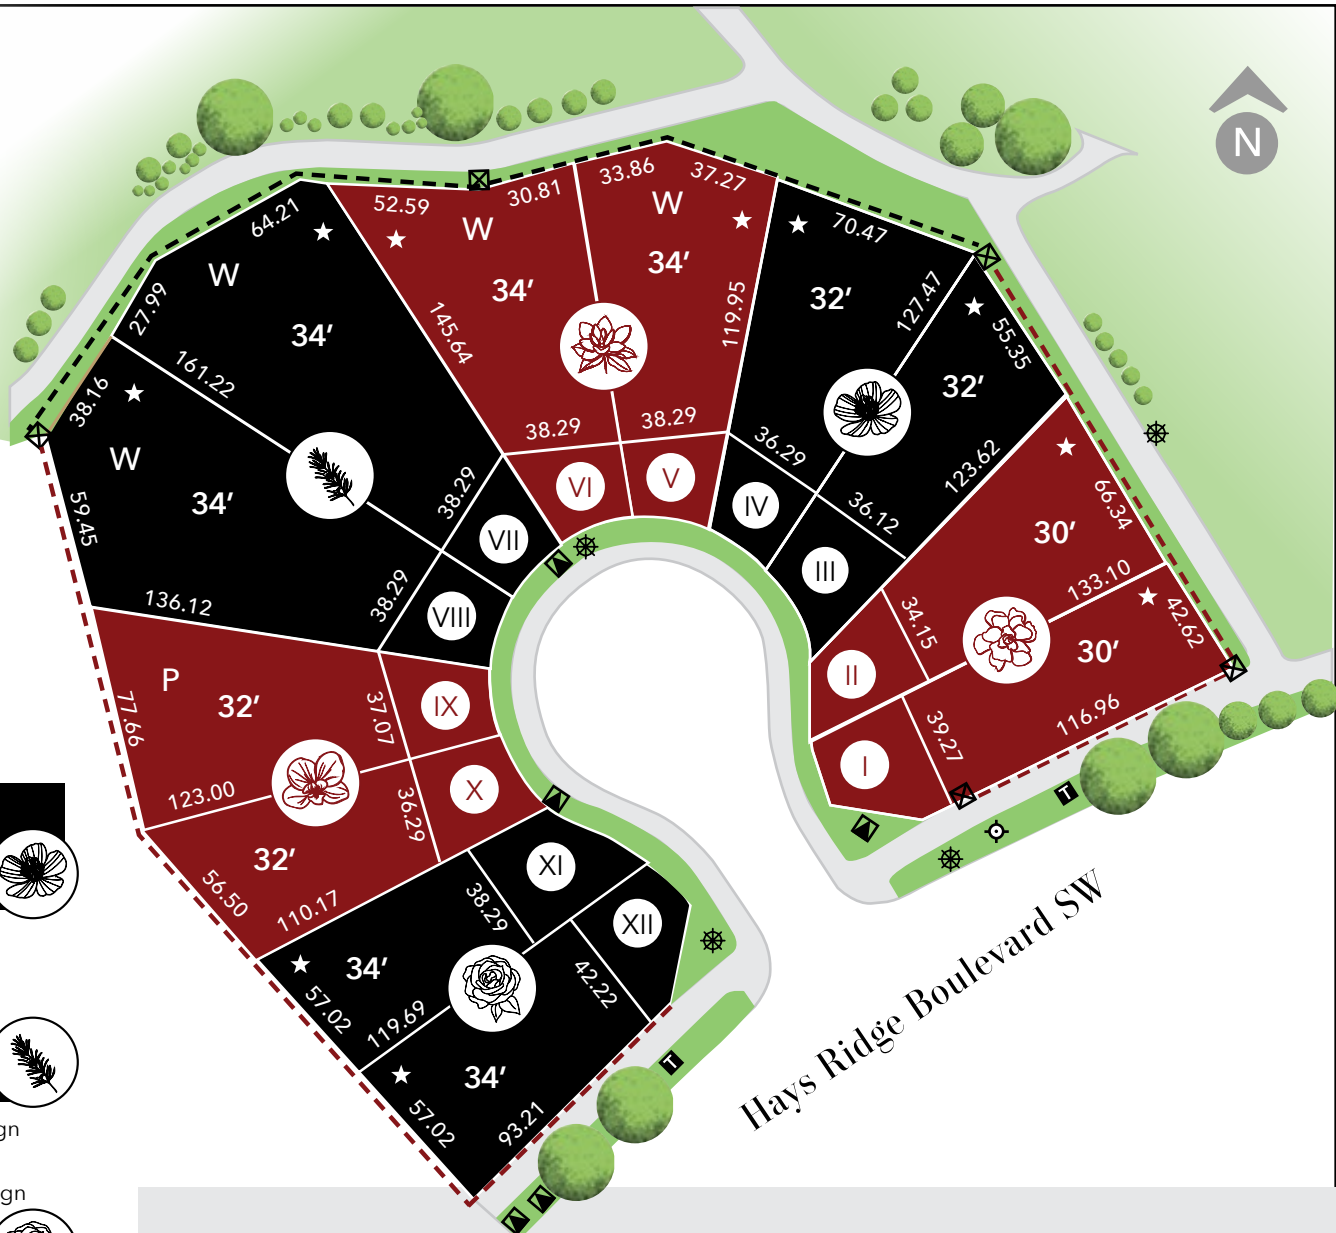 N
64.21
52.59
30.81
33.86
37.27
W
W
W
70.47
34′
34′
34′
32′
127.47
55.35
27.99
145.64
119.95
161.22
38.16
32′
W
34′
38.29
38.29
36.29
123.62
59.45
38.29
VI
V
IV
36.12
66.34
30′
VII
III
133.10
38.29
VIII
136.12
34.15
42.62
30′
P
32′
37.07
IX
II
77.66
39.27
116.96
123.00
X
I
36.29
32′
56.50
110.17
XI
38.29
XII
34′
57.02
119.69
42.22
34′
57.02
93.21
T
T
Hays Ridge Boulevard SW
gn
gn